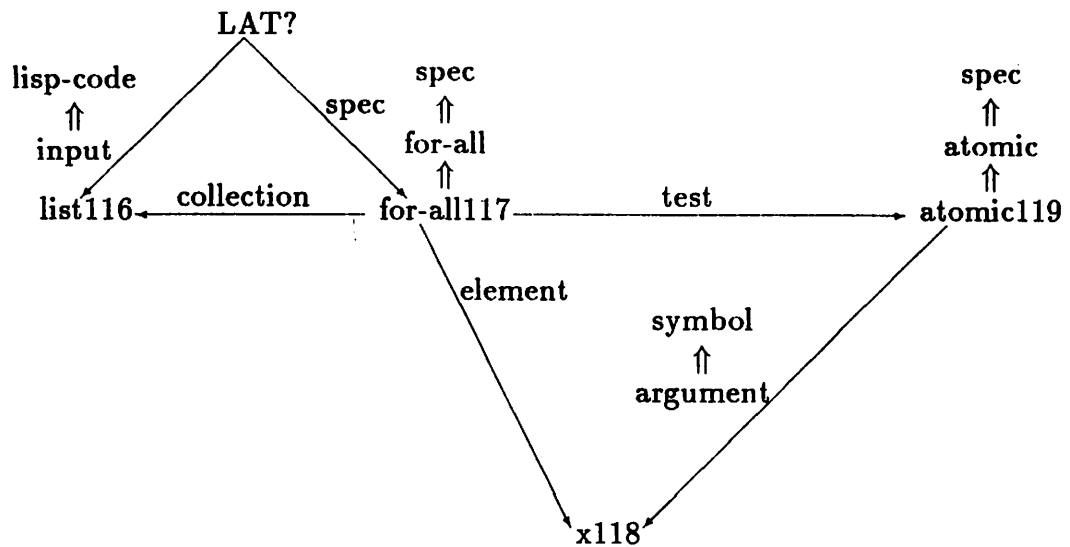 LAT?
lisp-code
spec
spec
⇑
⇑
⇑
spec
input
for-all
atomic
⇑
⇑
list116
collection
for-all117
test
atomic119
element
symbol
⇑
argument
x118